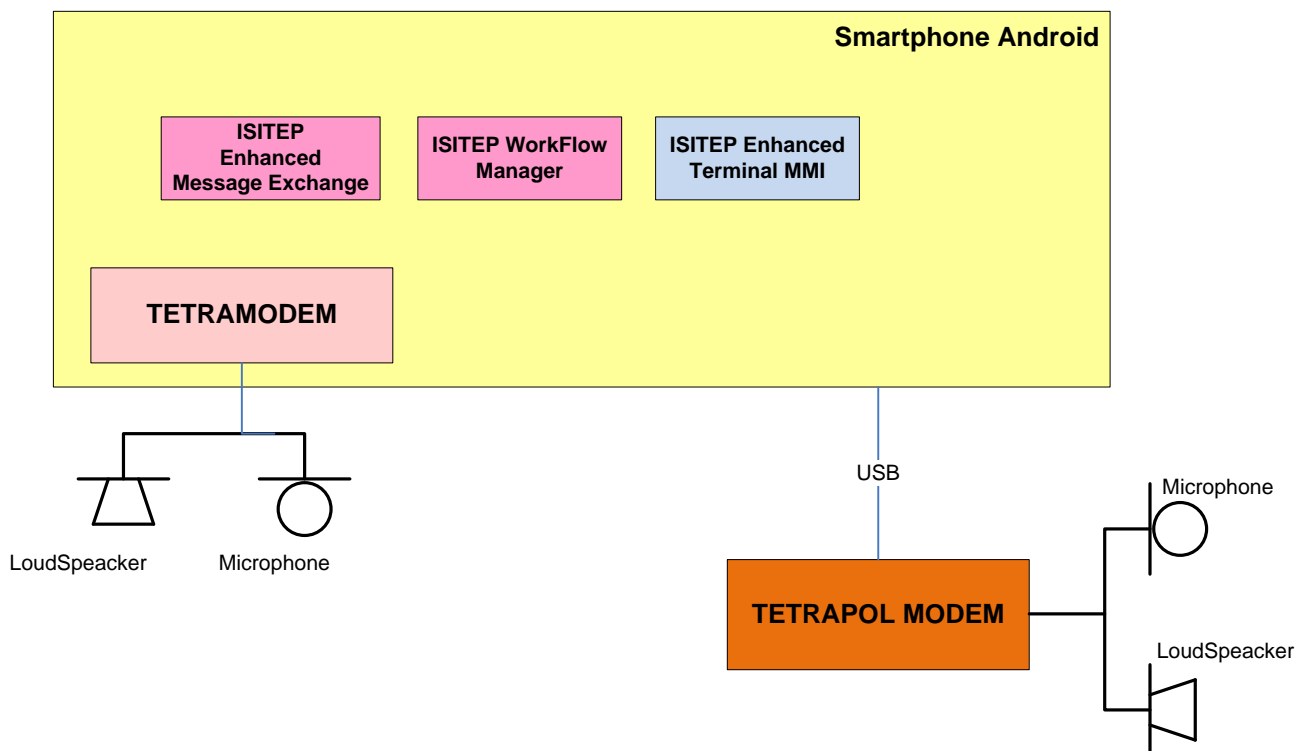 Smartphone Android
ISITEP
Enhanced
Message Exchange
ISITEP WorkFlow
Manager
ISITEP Enhanced
Terminal MMI
TETRAMODEM
LoudSpeacker
Microphone
USB
Microphone
TETRAPOL MODEM
LoudSpeacker